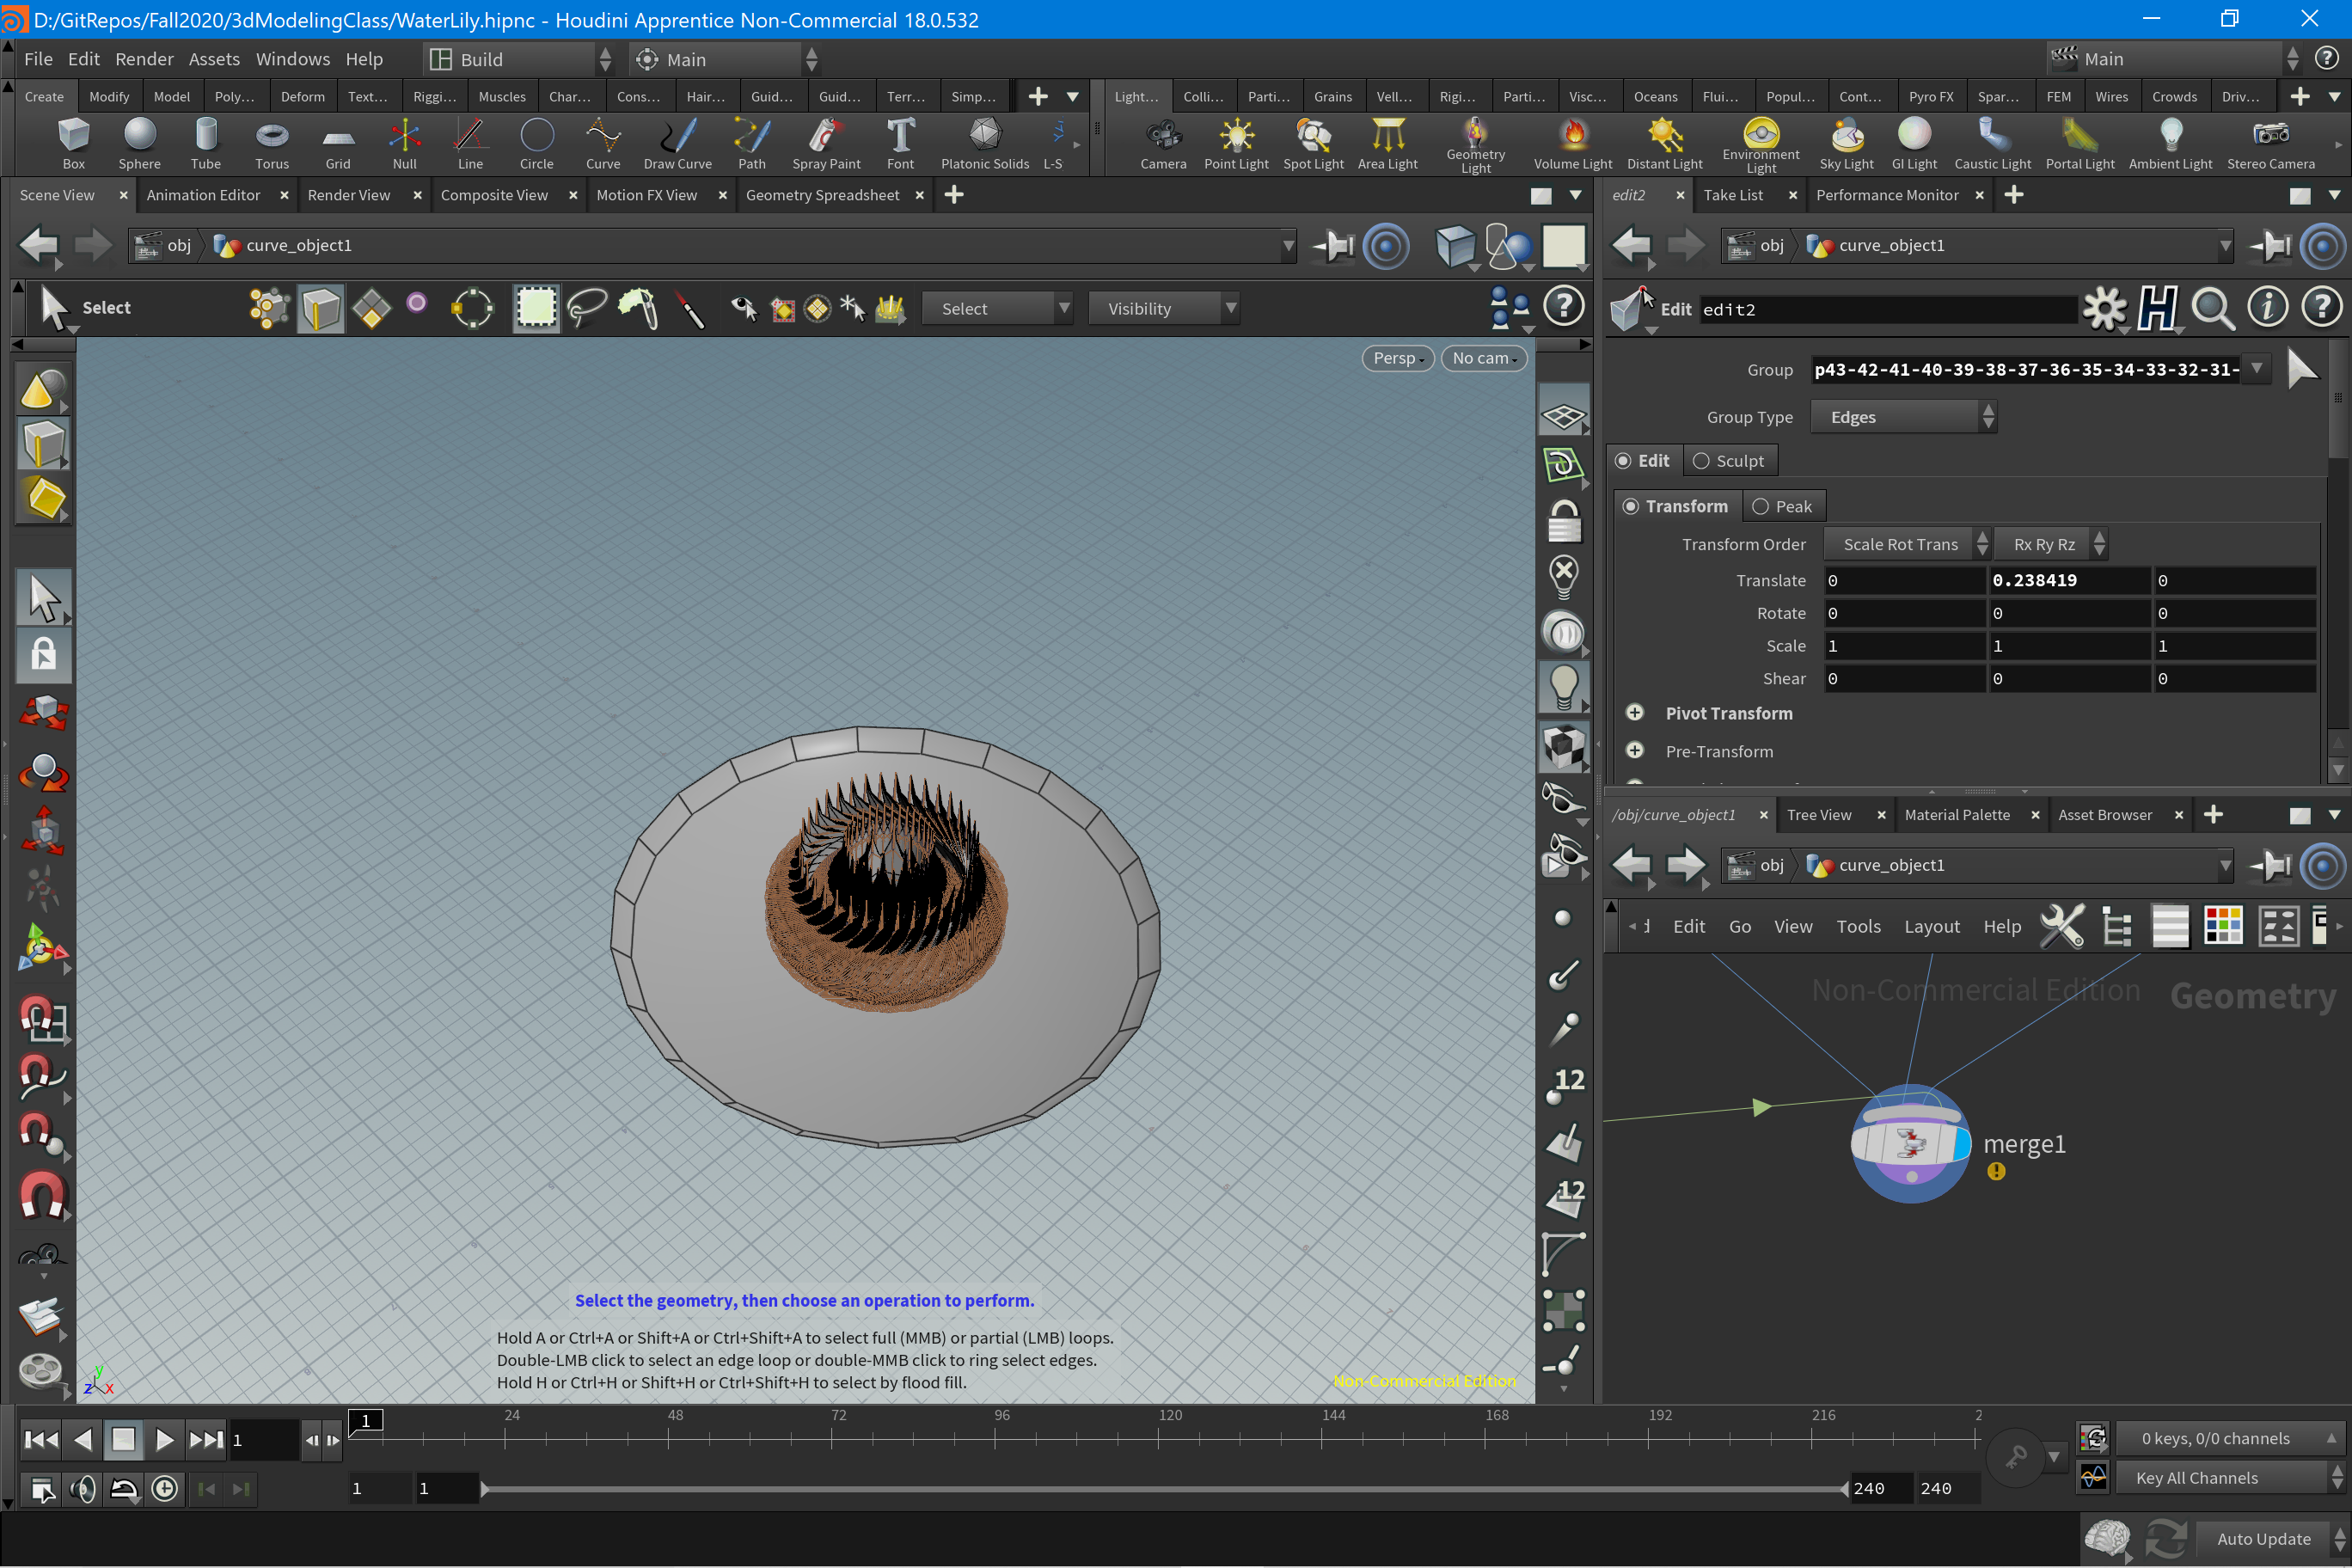 D:/GitRepos/Fall2020/3dModelingClass/WaterLily.hipnc - Houdini Apprentice Non-Commercial 18.0.532
File Edit Render Assets Windows Help Build Main Main
Create Modify Model Poly... Deform Text... Riggi... Muscles Char... Cons... Hair... Guid... Guid... Terr... Simp... Light... Colli... Parti... Grains Vell... Rigi... Parti... Visc... Oceans Flui... Popul... Cont... Pyro FX Spar... FEM Wires Crowds Driv...
Box Sphere Tube Torus Grid Null Line Circle Curve Draw Curve Path Spray Paint Font Platonic Solids L-S Camera Point Light Spot Light Area Light Geometry Light Volume Light Distant Light Environment Light Sky Light GI Light Caustic Light Portal Light Ambient Light Stereo Camera
Scene View Animation Editor Render View Composite View Motion FX View Geometry Spreadsheet
edit2 Take List Performance Monitor
obj curve_object1
obj curve_object1
Select Select Visibility
Edit edit2
Persp No cam
Group p43-42-41-40-39-38-37-36-35-34-33-32-31-
Group Type Edges
Edit Sculpt
Transform Peak
Transform Order Scale Rot Trans Rx Ry Rz
Translate 0 0.238419 0
Rotate 0 0 0
Scale 1 1 1
Shear 0 0 0
Pivot Transform
Pre-Transform
/obj/curve_object1 Tree View Material Palette Asset Browser
obj curve_object1
Edit Go View Tools Layout Help
Non-Commercial Edition Geometry
12
merge1
12
Select the geometry, then choose an operation to perform.
Hold A or Ctrl+A or Shift+A or Ctrl+Shift+A to select full (MMB) or partial (LMB) loops.
Double-LMB click to select an edge loop or double-MMB click to ring select edges.
Hold H or Ctrl+H or Shift+H or Ctrl+Shift+H to select by flood fill.
Non-Commercial Edition
y
z x
1 24 48 72 96 120 144 168 192 216 2
1
0 keys, 0/0 channels
1 1 240 240
Key All Channels
Auto Update